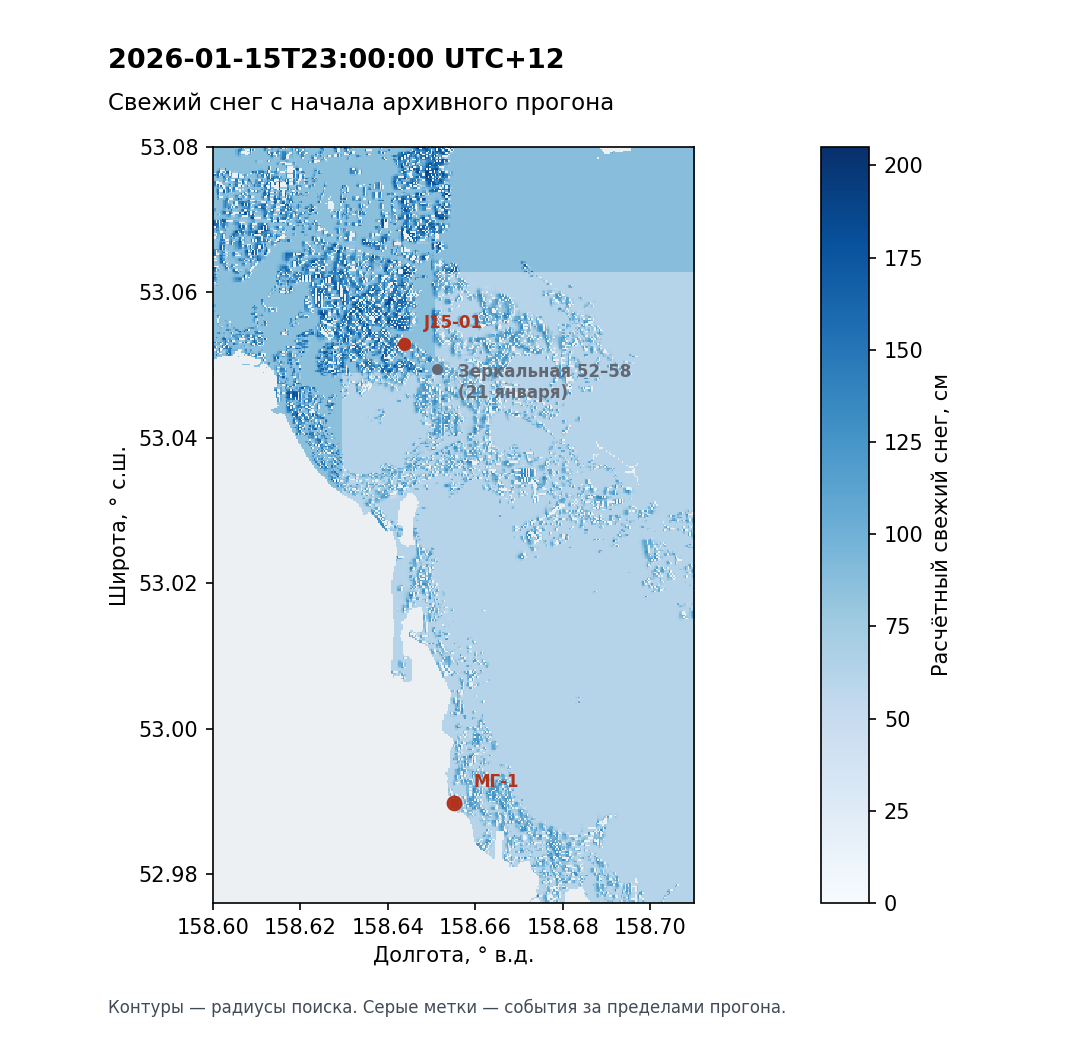 2026-01-15T23:00:00 UTC+12
Свежий снег с начала архивного прогона
53.08
53.06
53.04
53.02
53.00
52.98
Широта, ° с.ш.
J15-01
Зеркальная 52–58
(21 января)
МГ-1
158.60 158.62 158.64 158.66 158.68 158.70
Долгота, ° в.д.
200
175
150
125
100
75
50
25
0
Расчётный свежий снег, см
Контуры — радиусы поиска. Серые метки — события за пределами прогона.